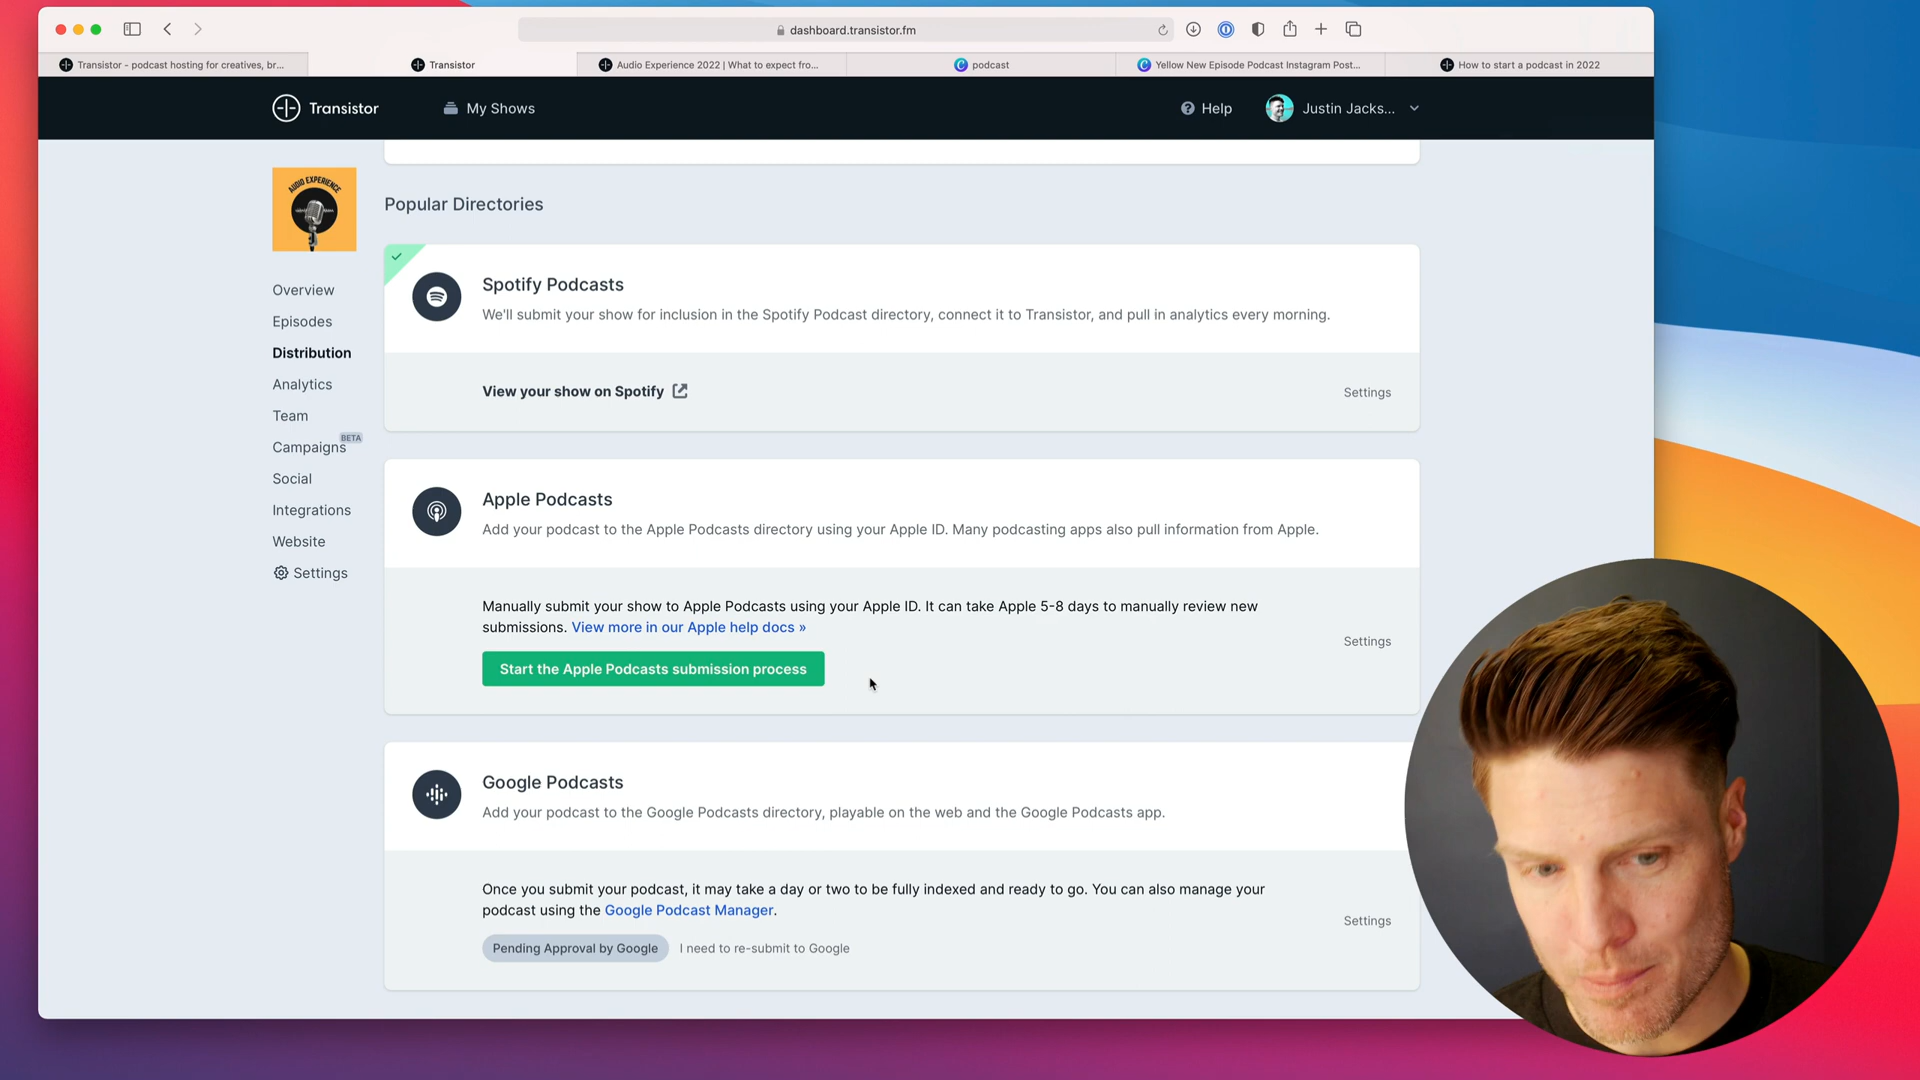 dashboard.transistor.fm
Transistor - podcast hosting for creatives, br...
Transistor
Audio Experience 2022 | What to expect fro...
podcast
Yellow New Episode Podcast Instagram Post...
How to start a podcast in 2022
Transistor
My Shows
Help
Justin Jacks...
AUDIO EXPERIENCE
Overview
Episodes
Distribution
Analytics
Team
Campaigns BETA
Social
Integrations
Website
Settings
Popular Directories
Spotify Podcasts
We'll submit your show for inclusion in the Spotify Podcast directory, connect it to Transistor, and pull in analytics every morning.
View your show on Spotify
Settings
Apple Podcasts
Add your podcast to the Apple Podcasts directory using your Apple ID. Many podcasting apps also pull information from Apple.
Manually submit your show to Apple Podcasts using your Apple ID. It can take Apple 5-8 days to manually review new
submissions. View more in our Apple help docs »
Settings
Start the Apple Podcasts submission process
Google Podcasts
Add your podcast to the Google Podcasts directory, playable on the web and the Google Podcasts app.
Once you submit your podcast, it may take a day or two to be fully indexed and ready to go. You can also manage your
podcast using the Google Podcast Manager.
Settings
Pending Approval by Google
I need to re-submit to Google